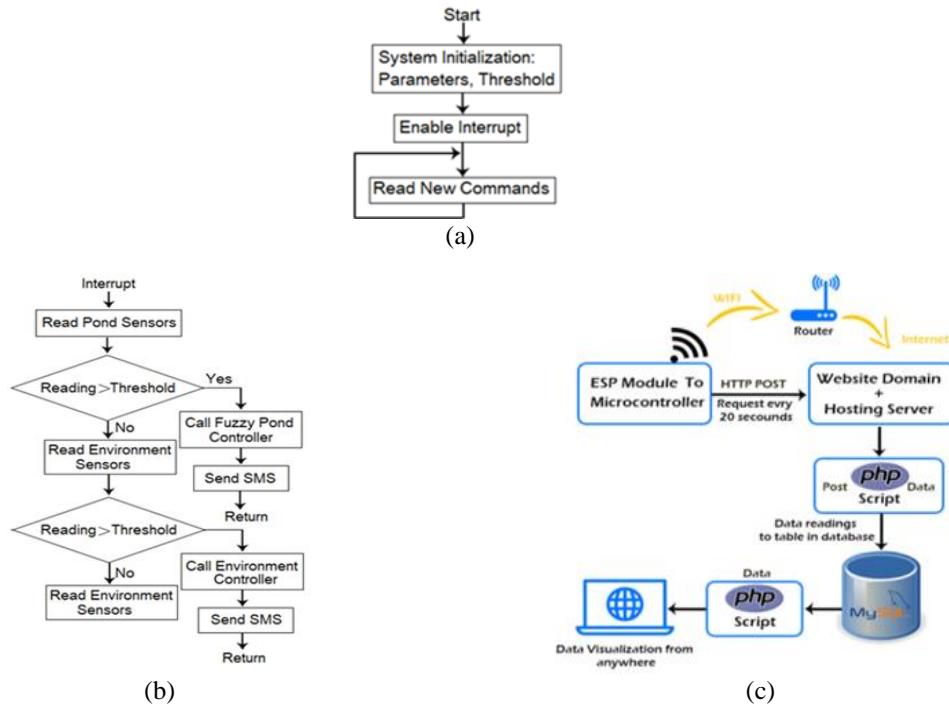 Start
System Initialization:
Parameters, Threshold
Enable Interrupt
Read New Commands
(a)
Interrupt
Read Pond Sensors
Reading>Threshold
Yes
Call Fuzzy Pond
Controller
No
Read Environment
Sensors
Send SMS
Return
Reading>Threshold
Call Environment
Controller
No
Read Environment
Sensors
Send SMS
Return
(b)
WIFI
Router
Internet
ESP Module To
Microcontroller
HTTP POST
Request evry
20 secounds
Website Domain
+
Hosting Server
Post php Data
Script
Data readings
to table in database
MySQL
Data
php
Script
Data Visualization from
anywhere
(c)